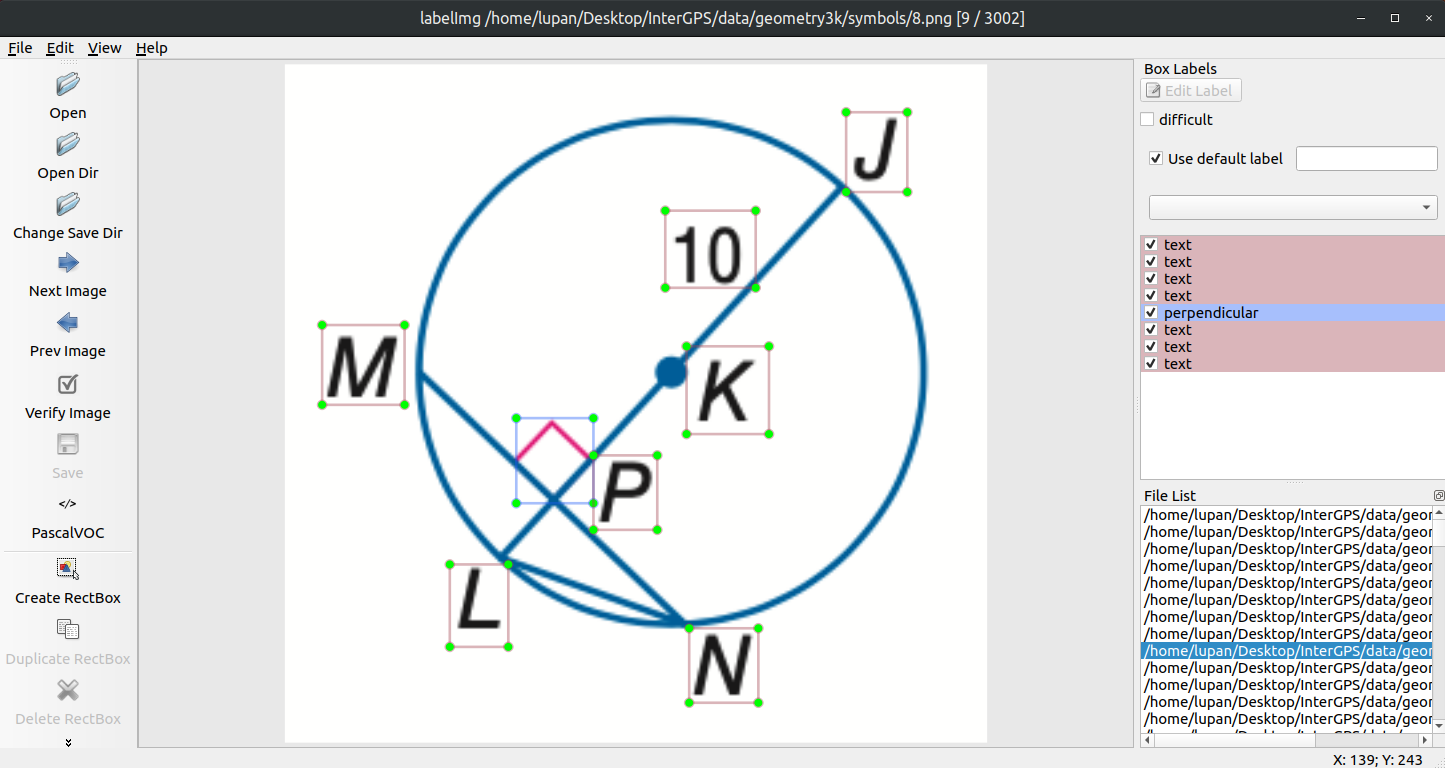 labelImg /home/lupan/Desktop/InterGPS/data/geometry3k/symbols/8.png [9 / 3002]
File Edit View Help
Open
Open Dir
Change Save Dir
Next Image
Prev Image
Verify Image
Save
</>
PascalVOC
Create RectBox
Duplicate RectBox
Delete RectBox
J
10
M
K
P
L
N
Box Labels
Edit Label
difficult
Use default label
text
text
text
text
perpendicular
text
text
text
File List
/home/lupan/Desktop/InterGPS/data/geor
/home/lupan/Desktop/InterGPS/data/geor
/home/lupan/Desktop/InterGPS/data/geor
/home/lupan/Desktop/InterGPS/data/geor
/home/lupan/Desktop/InterGPS/data/geor
/home/lupan/Desktop/InterGPS/data/geor
/home/lupan/Desktop/InterGPS/data/geor
/home/lupan/Desktop/InterGPS/data/geor
/home/lupan/Desktop/InterGPS/data/geor
/home/lupan/Desktop/InterGPS/data/geor
/home/lupan/Desktop/InterGPS/data/geor
/home/lupan/Desktop/InterGPS/data/geor
/home/lupan/Desktop/InterGPS/data/geor
X: 139; Y: 243